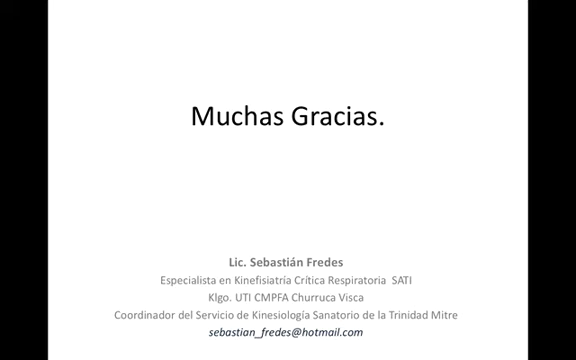 Muchas Gracias.
Lic. Sebastián Fredes
Especialista en Kinefisiatría Crítica Respiratoria SATI
Klgo. UTI CMPFA Churruca Visca
Coordinador del Servicio de Kinesiología Sanatorio de la Trinidad Mitre
sebastian_fredes@hotmail.com